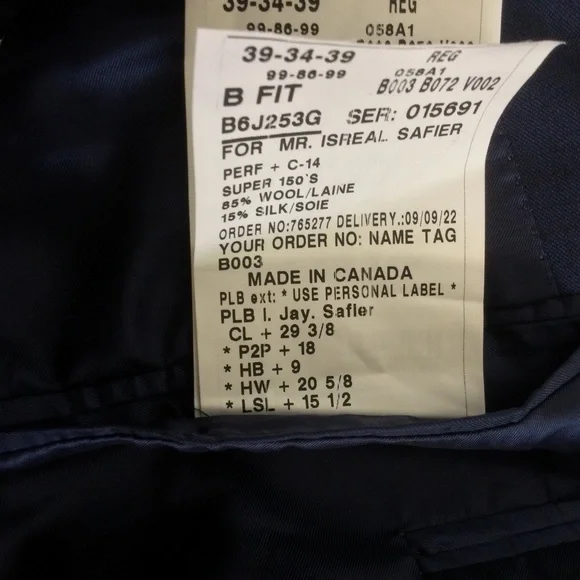 39-34-39 REG
99-86-99 058A1
39-34-39 REG
99-86-99 058A1
B FIT B003 B072 V002
B6J253G SER: 015691
FOR MR. ISREAL SAFIER
PERF + C-14
SUPER 150'S
85% WOOL/LAINE
15% SILK/SOIE
ORDER NO:765277 DELIVERY.:09/09/22
YOUR ORDER NO: NAME TAG
B003
MADE IN CANADA
PLB ext: * USE PERSONAL LABEL *
PLB I. Jay. Safier
CL + 29 3/8
* P2P + 18
* HB + 9
* HW + 20 5/8
* LSL + 15 1/2